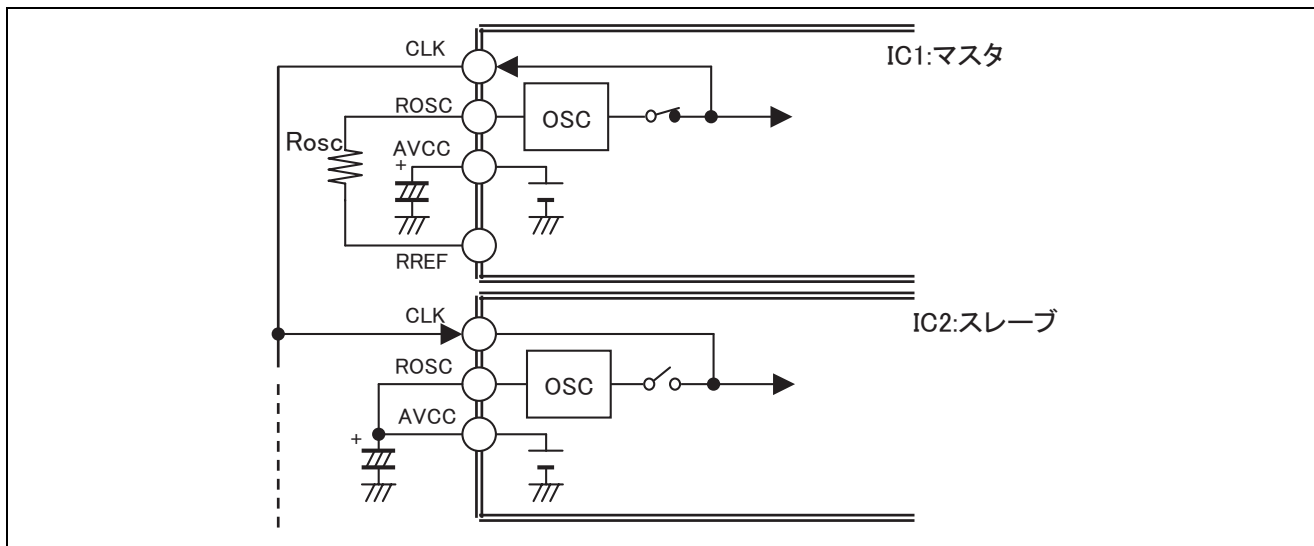 CLK
IC1:マスタ
ROSC
OSC
Rosc
AVCC
+
RREF
CLK
IC2:スレーブ
ROSC
OSC
AVCC
+